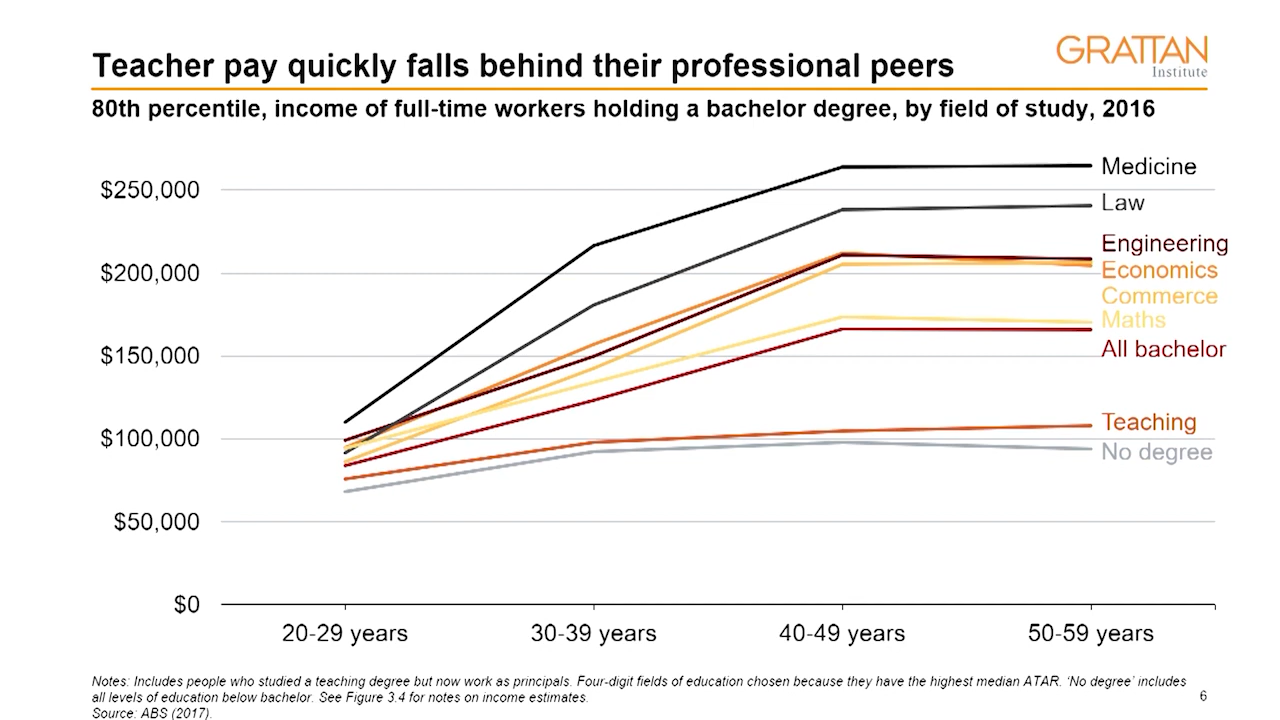 GRATTAN
Institute
Teacher pay quickly falls behind their professional peers
80th percentile, income of full-time workers holding a bachelor degree, by field of study, 2016
$250,000
$200,000
$150,000
$100,000
$50,000
$0
Medicine
Law
Engineering
Economics
Commerce
Maths
All bachelor
Teaching
No degree
20-29 years
30-39 years
40-49 years
50-59 years
Notes: Includes people who studied a teaching degree but now work as principals. Four-digit fields of education chosen because they have the highest median ATAR. ‘No degree’ includes
all levels of education below bachelor. See Figure 3.4 for notes on income estimates.
Source: ABS (2017).
6